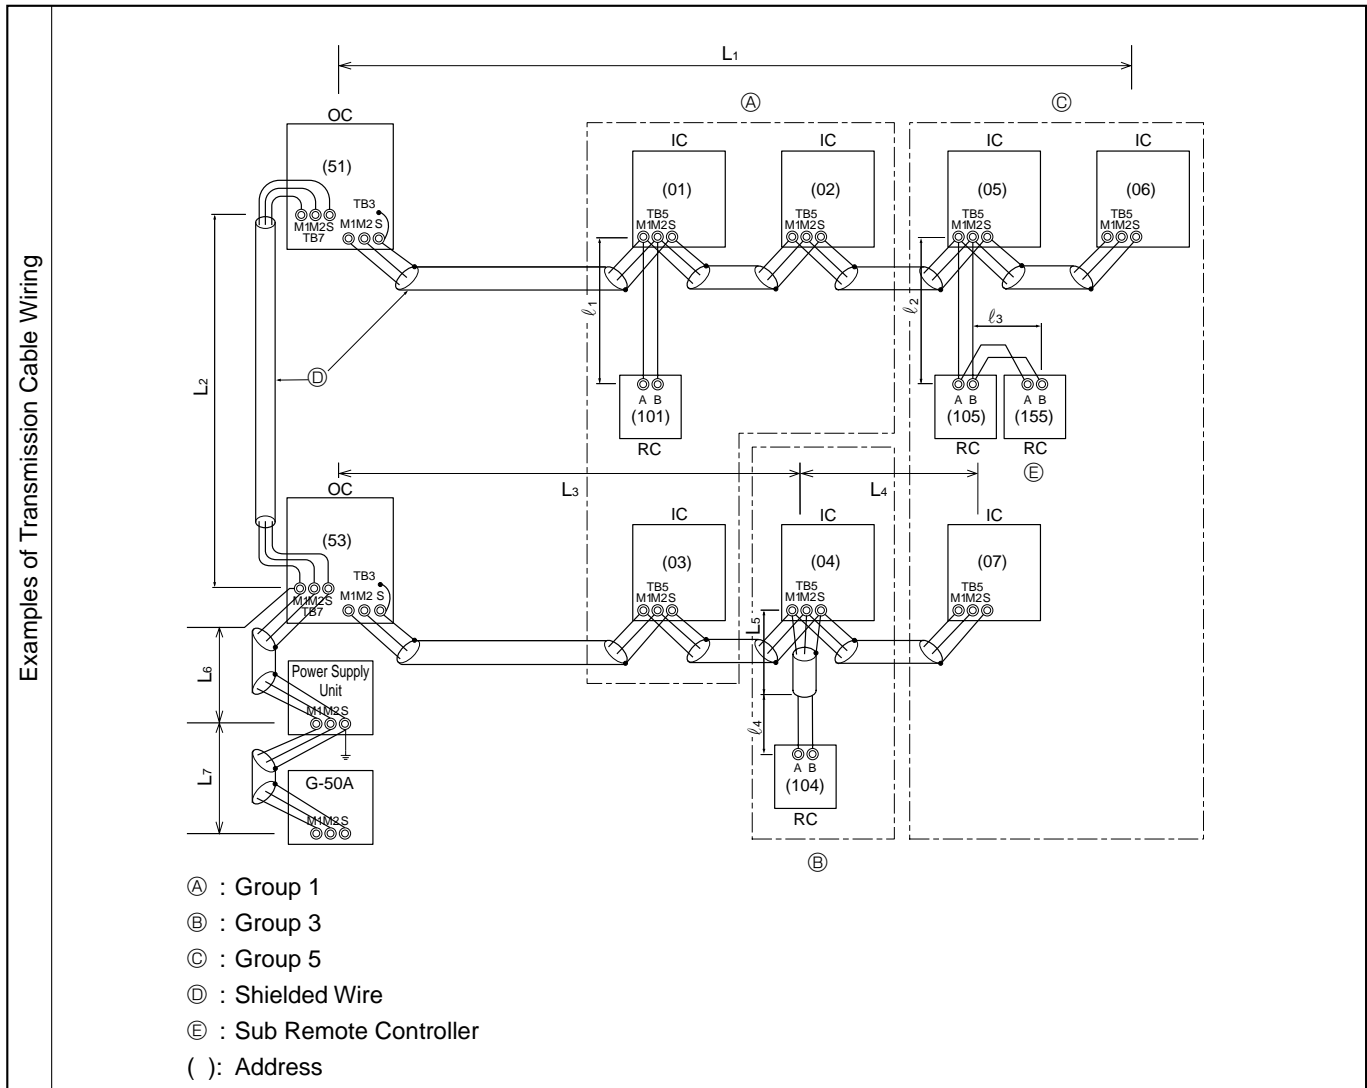 Examples of Transmission Cable Wiring
L1
Ⓐ Ⓒ
OC
(51)
TB3
M1M2S
TB7
M1M2 S
IC
(01)
TB5
M1M2S
IC
(02)
TB5
M1M2S
IC
(05)
TB5
M1M2S
IC
(06)
TB5
M1M2S
L2
Ⓓ
ℓ1
A B
(101)
RC
ℓ2
ℓ3
A B
(105)
RC
A B
(155)
RC
Ⓔ
L3
L4
OC
(53)
TB3
M1M2S
TB7
M1M2 S
IC
(03)
TB5
M1M2S
IC
(04)
TB5
M1M2S
IC
(07)
TB5
M1M2S
L5
ℓ4
A B
(104)
RC
Ⓑ
L6
Power Supply
Unit
M1M2S
L7
G-50A
M1M2S
Ⓐ : Group 1
Ⓑ : Group 3
Ⓒ : Group 5
Ⓓ : Shielded Wire
Ⓔ : Sub Remote Controller
( ): Address